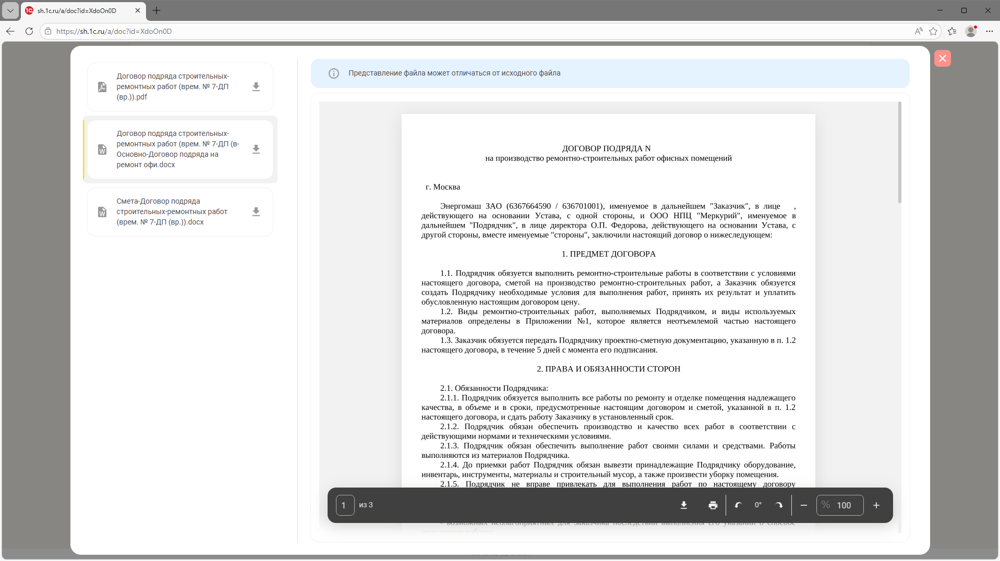 sh.1c.ru/a/doc?id=XdoOn0D
https://sh.1c.ru/a/doc?id=XdoOn0D
Договор подряда строительных-
ремонтных работ (врем. № 7-ДП
(вр.)).pdf
Договор подряда строительных-
ремонтных работ (врем. № 7-ДП (в-
Основно-Договор подряда на
ремонт офи.docx
Смета-Договор подряда
строительных-ремонтных работ
(врем. № 7-ДП (вр.)).docx
Представление файла может отличаться от исходного файла
ДОГОВОР ПОДРЯДА N
на производство ремонтно-строительных работ офисных помещений
г. Москва
Энергомаш ЗАО (6367664590 / 636701001), именуемое в дальнейшем "Заказчик", в лице ,
действующего на основании Устава, с одной стороны, и ООО НПЦ "Меркурий", именуемое в
дальнейшем "Подрядчик", в лице директора О.П. Федорова, действующего на основании Устава, с
другой стороны, вместе именуемые "стороны", заключили настоящий договор о нижеследующем:
1. ПРЕДМЕТ ДОГОВОРА
1.1. Подрядчик обязуется выполнить ремонтно-строительные работы в соответствии с условиями
настоящего договора, сметой на производство ремонтно-строительных работ, а Заказчик обязуется
создать Подрядчику необходимые условия для выполнения работ, принять их результат и уплатить
обусловленную настоящим договором цену.
1.2. Виды ремонтно-строительных работ, выполняемых Подрядчиком, и виды используемых
материалов определены в Приложении №1, которое является неотъемлемой частью настоящего
договора.
1.3. Заказчик обязуется передать Подрядчику проектно-сметную документацию, указанную в п. 1.2
настоящего договора, в течение 5 дней с момента его подписания.
2. ПРАВА И ОБЯЗАННОСТИ СТОРОН
2.1. Обязанности Подрядчика:
2.1.1. Подрядчик обязуется выполнить все работы по ремонту и отделке помещения надлежащего
качества, в объеме и в сроки, предусмотренные настоящим договором и сметой, указанной в п. 1.2
настоящего договора, и сдать работу Заказчику в установленный срок.
2.1.2. Подрядчик обязан обеспечить производство и качество всех работ в соответствии с
действующими нормами и техническими условиями.
2.1.3. Подрядчик обязан обеспечить выполнение работ своими силами и средствами. Работы
выполняются из материалов Подрядчика.
2.1.4. До приемки работ Подрядчик обязан вывезти принадлежащие Подрядчику оборудование,
инвентарь, инструменты, материалы и строительный мусор, а также произвести уборку помещения.
2.1.5. Подрядчик не вправе привлекать для выполнения работ по настоящему договору
1 из 3 0° % 100
- возможных неблагоприятных для Заказчика последствий выполнения его указаний о способе
исполнения работы;